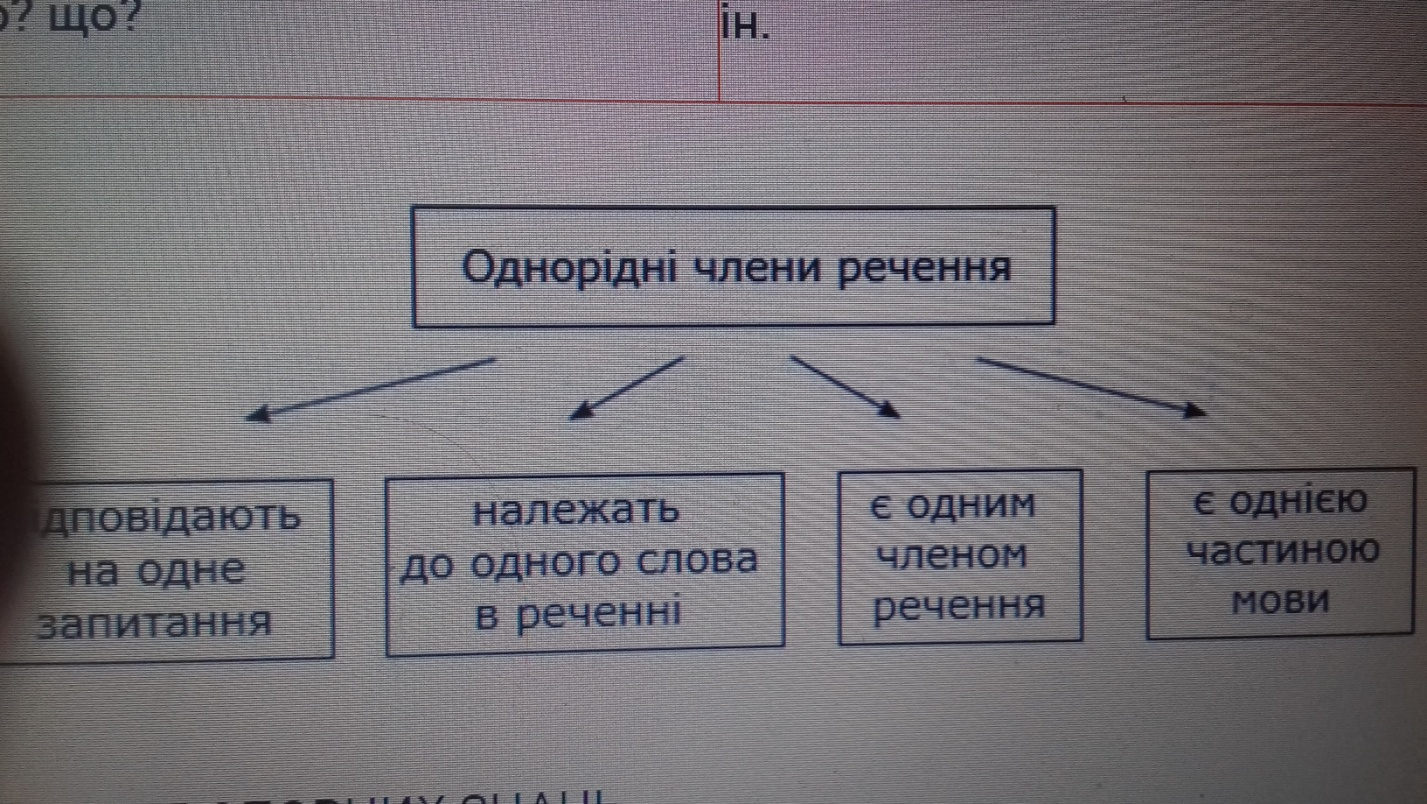 що?
ін.
Однорідні члени речення
відповідають
на одне
запитання
належать
до одного слова
в реченні
є одним
членом
речення
є однією
частиною
мови